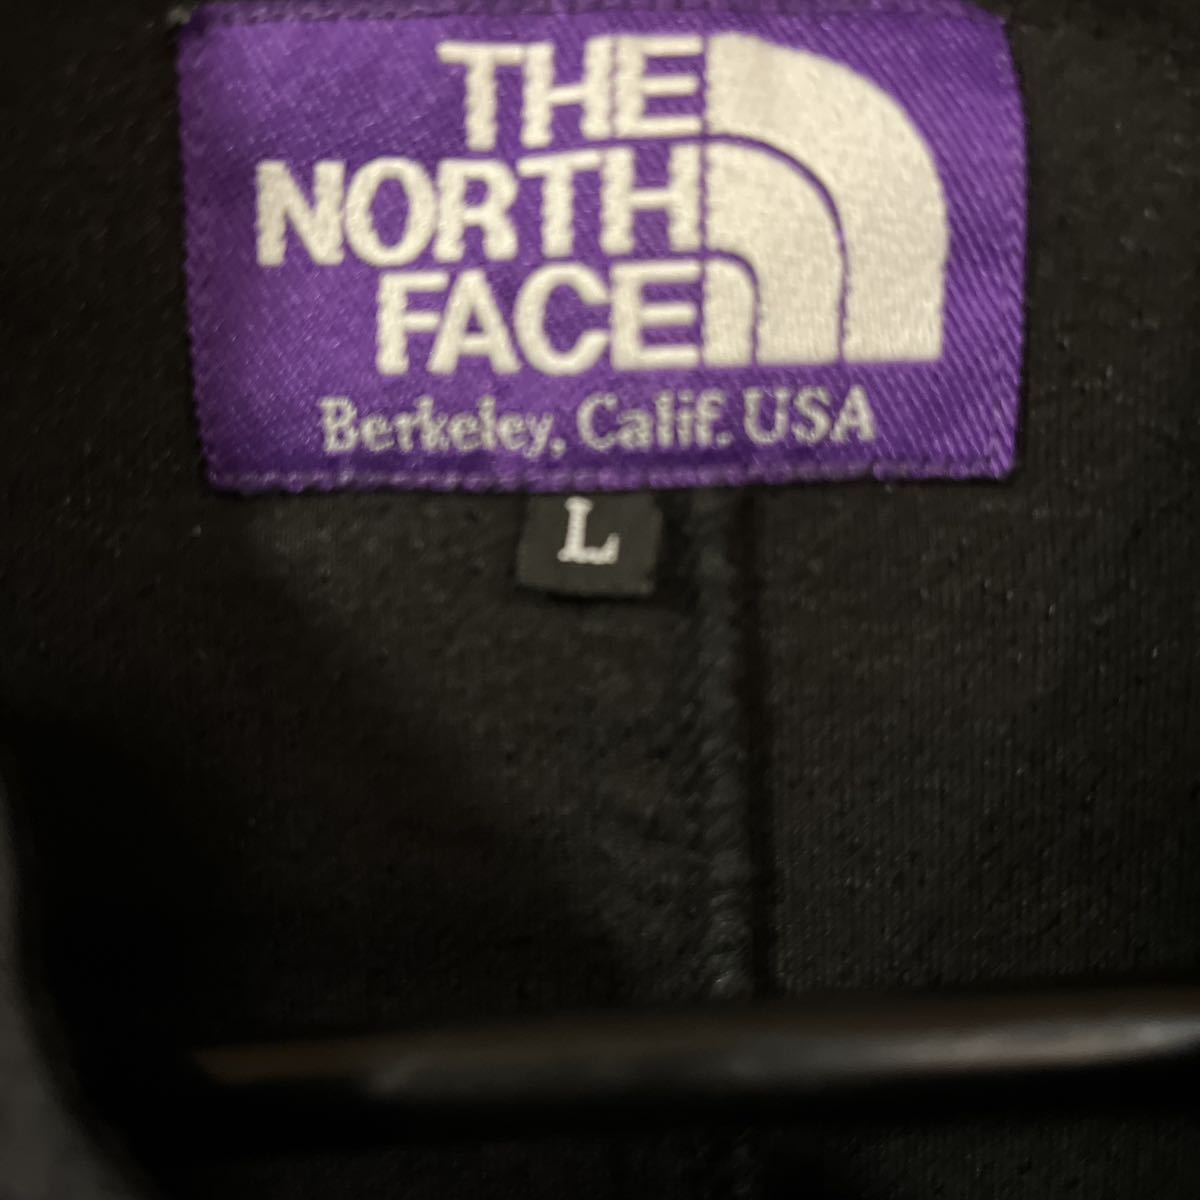 THE
NORTH
FACE
Berkeley, Calif. USA
L